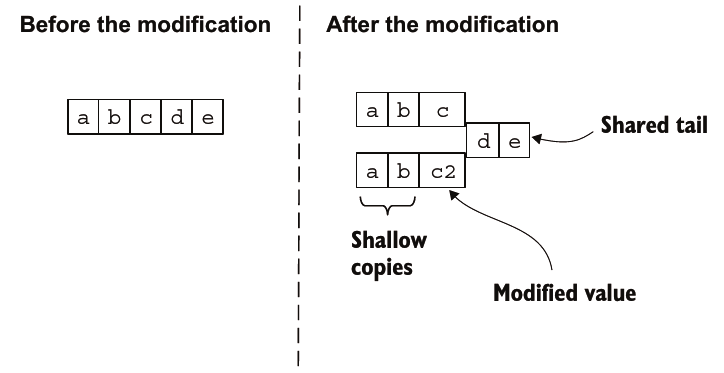 Before the modification
After the modification
a b c d e
a b c
d e
Shared tail
a b c2
Shallow
copies
Modified value